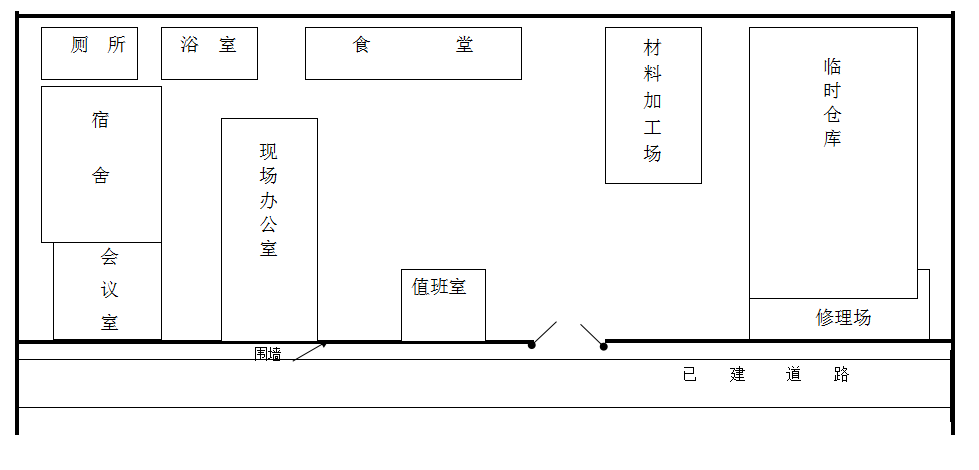 厕 所
浴 室
食 堂
材料加工场
临时仓库
宿舍
现场办公室
会议室
值班室
修理场
围墙
已 建 道 路